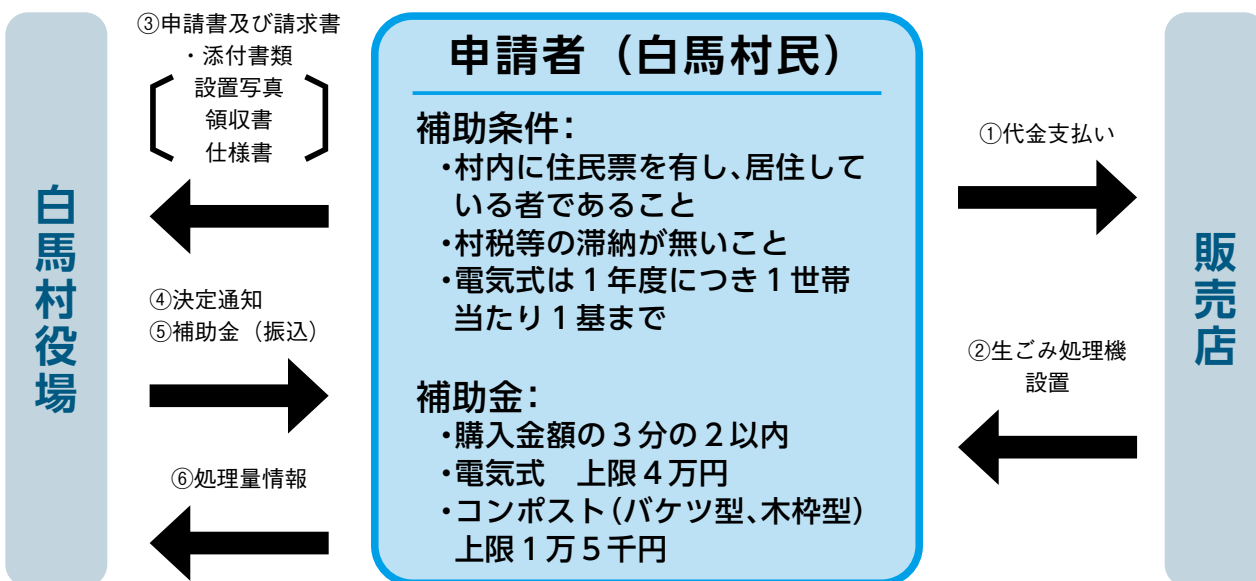 白馬村役場
③申請書及び請求書
・添付書類
設置写真
領収書
仕様書
④決定通知
⑤補助金（振込）
⑥処理量情報
申請者（白馬村民）
補助条件：
・村内に住民票を有し、居住して
いる者であること
・村税等の滞納が無いこと
・電気式は１年度につき１世帯
当たり１基まで
補助金：
・購入金額の３分の２以内
・電気式　上限４万円
・コンポスト（バケツ型、木枠型）
上限１万５千円
①代金支払い
②生ごみ処理機
設置
販売店